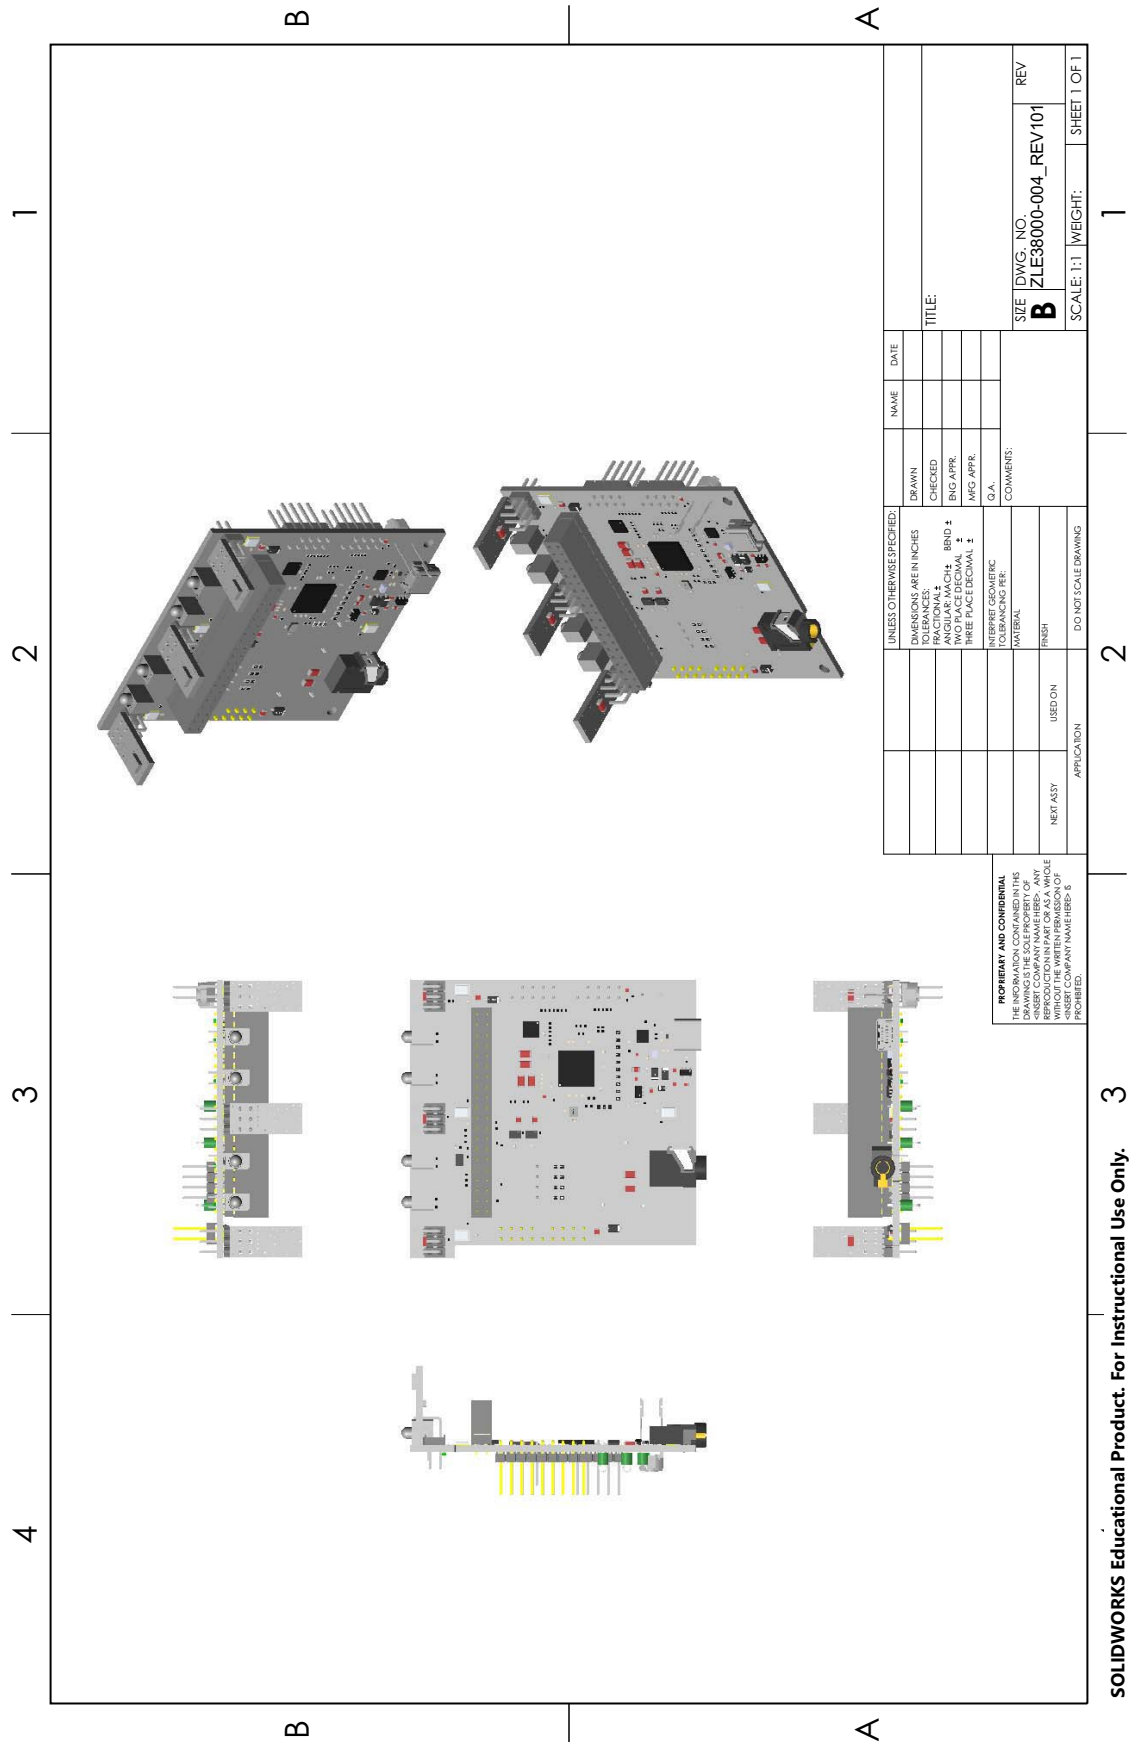 4
3
2
1
B
B
A
A
UNLESS OTHERWISE SPECIFIED:
DIMENSIONS ARE IN INCHES
TOLERANCES:
FRACTIONAL ±
ANGULAR: MACH ± BEND ±
TWO PLACE DECIMAL ±
THREE PLACE DECIMAL ±
INTERPRET GEOMETRIC
TOLERANCING PER:
MATERIAL
FINISH
DO NOT SCALE DRAWING
NAME
DATE
DRAWN
CHECKED
ENG APPR.
MFG APPR.
Q.A.
COMMENTS:
TITLE:
SIZE
B
DWG. NO.
ZLE38000-004_REV101
REV
SCALE: 1:1
WEIGHT:
SHEET 1 OF 1
NEXT ASSY
USED ON
APPLICATION
PROPRIETARY AND CONFIDENTIAL
THE INFORMATION CONTAINED IN THIS
DRAWING IS THE SOLE PROPERTY OF
<INSERT COMPANY NAME HERE>. ANY
REPRODUCTION IN PART OR AS A WHOLE
WITHOUT THE WRITTEN PERMISSION OF
<INSERT COMPANY NAME HERE> IS
PROHIBITED.
3
2
1
SOLIDWORKS Educational Product. For Instructional Use Only.